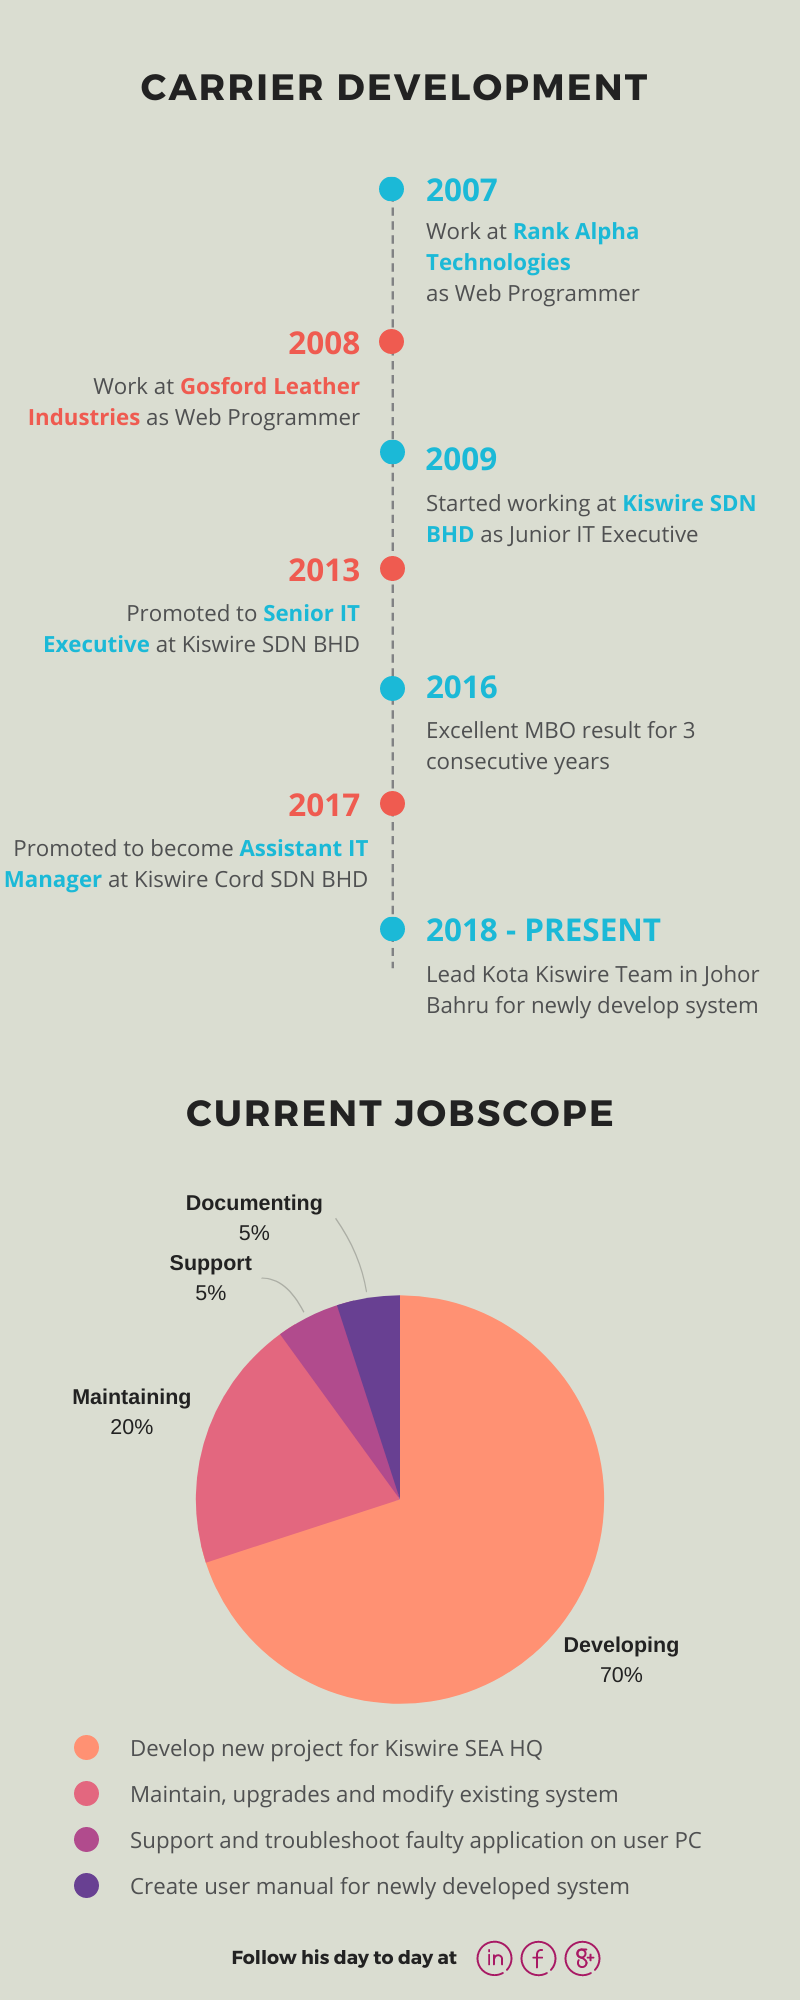 CARRIER DEVELOPMENT
2007
Work at Rank Alpha
Technologies
as Web Programmer
2008
Work at Gosford Leather
Industries as Web Programmer
2009
Started working at Kiswire SDN
BHD as Junior IT Executive
2013
Promoted to Senior IT
Executive at Kiswire SDN BHD
2016
Excellent MBO result for 3
consecutive years
2017
Promoted to become Assistant IT
Manager at Kiswire Cord SDN BHD
2018 - PRESENT
Lead Kota Kiswire Team in Johor
Bahru for newly develop system
CURRENT JOBSCOPE
Documenting
5%
Support
5%
Maintaining
20%
Developing
70%
Develop new project for Kiswire SEA HQ
Maintain, upgrades and modify existing system
Support and troubleshoot faulty application on user PC
Create user manual for newly developed system
Follow his day to day at in f g+